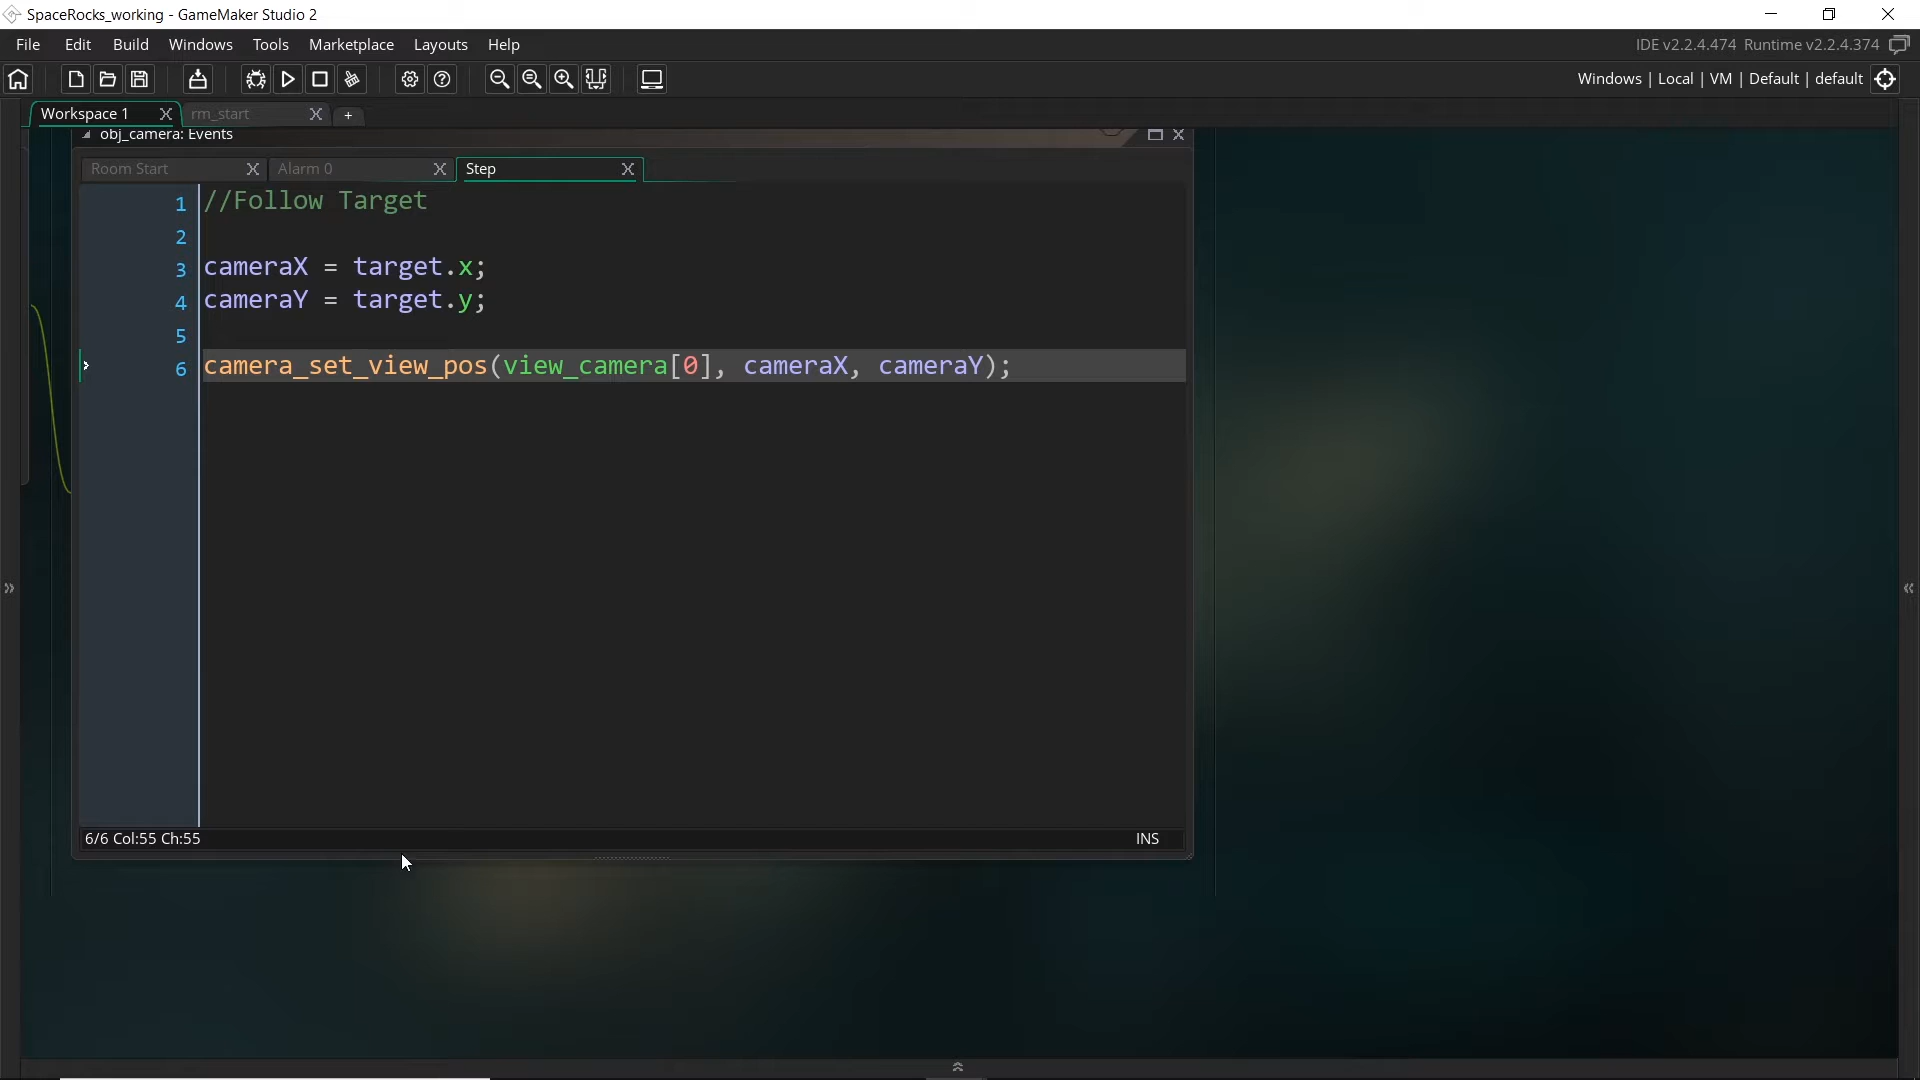 SpaceRocks_working - GameMaker Studio 2
File Edit Build Windows Tools Marketplace Layouts Help
IDE v2.2.4.474 Runtime v2.2.4.374
Windows | Local | VM | Default | default
Workspace 1 rm_start +
obj_camera: Events
Room Start Alarm 0 Step
1 //Follow Target
2
3 cameraX = target.x;
4 cameraY = target.y;
5
6 camera_set_view_pos(view_camera[0], cameraX, cameraY);
6/6 Col:55 Ch:55 INS